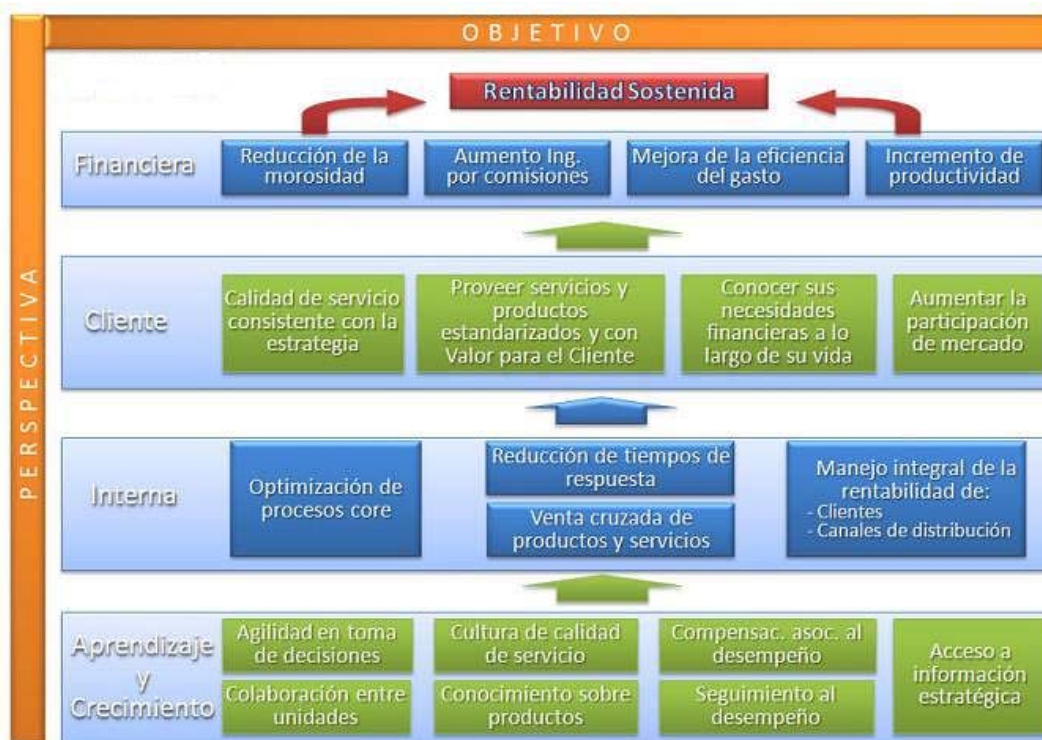 OBJETIVO
PERSPECTIVA
Rentabilidad Sostenida
Financiera
Reducción de la
morosidad
Aumento Ing.
por comisiones
Mejora de la eficiencia
del gasto
Incremento de
productividad
Cliente
Calidad de servicio
consistente con la
estrategia
Proveer servicios y
productos
estandarizados y con
Valor para el Cliente
Conocer sus
necesidades
financieras a lo
largo de su vida
Aumentar la
participación
de mercado
Interna
Optimización de
procesos core
Reducción de tiempos de
respuesta
Venta cruzada de
productos y servicios
Manejo integral de la
rentabilidad de:
- Clientes
- Canales de distribución
Aprendizaje
y
Crecimiento
Agilidad en toma
de decisiones
Cultura de calidad
de servicio
Compensac. asoc. al
desempeño
Acceso a
información
estratégica
Colaboración entre
unidades
Conocimiento sobre
productos
Seguimiento al
desempeño